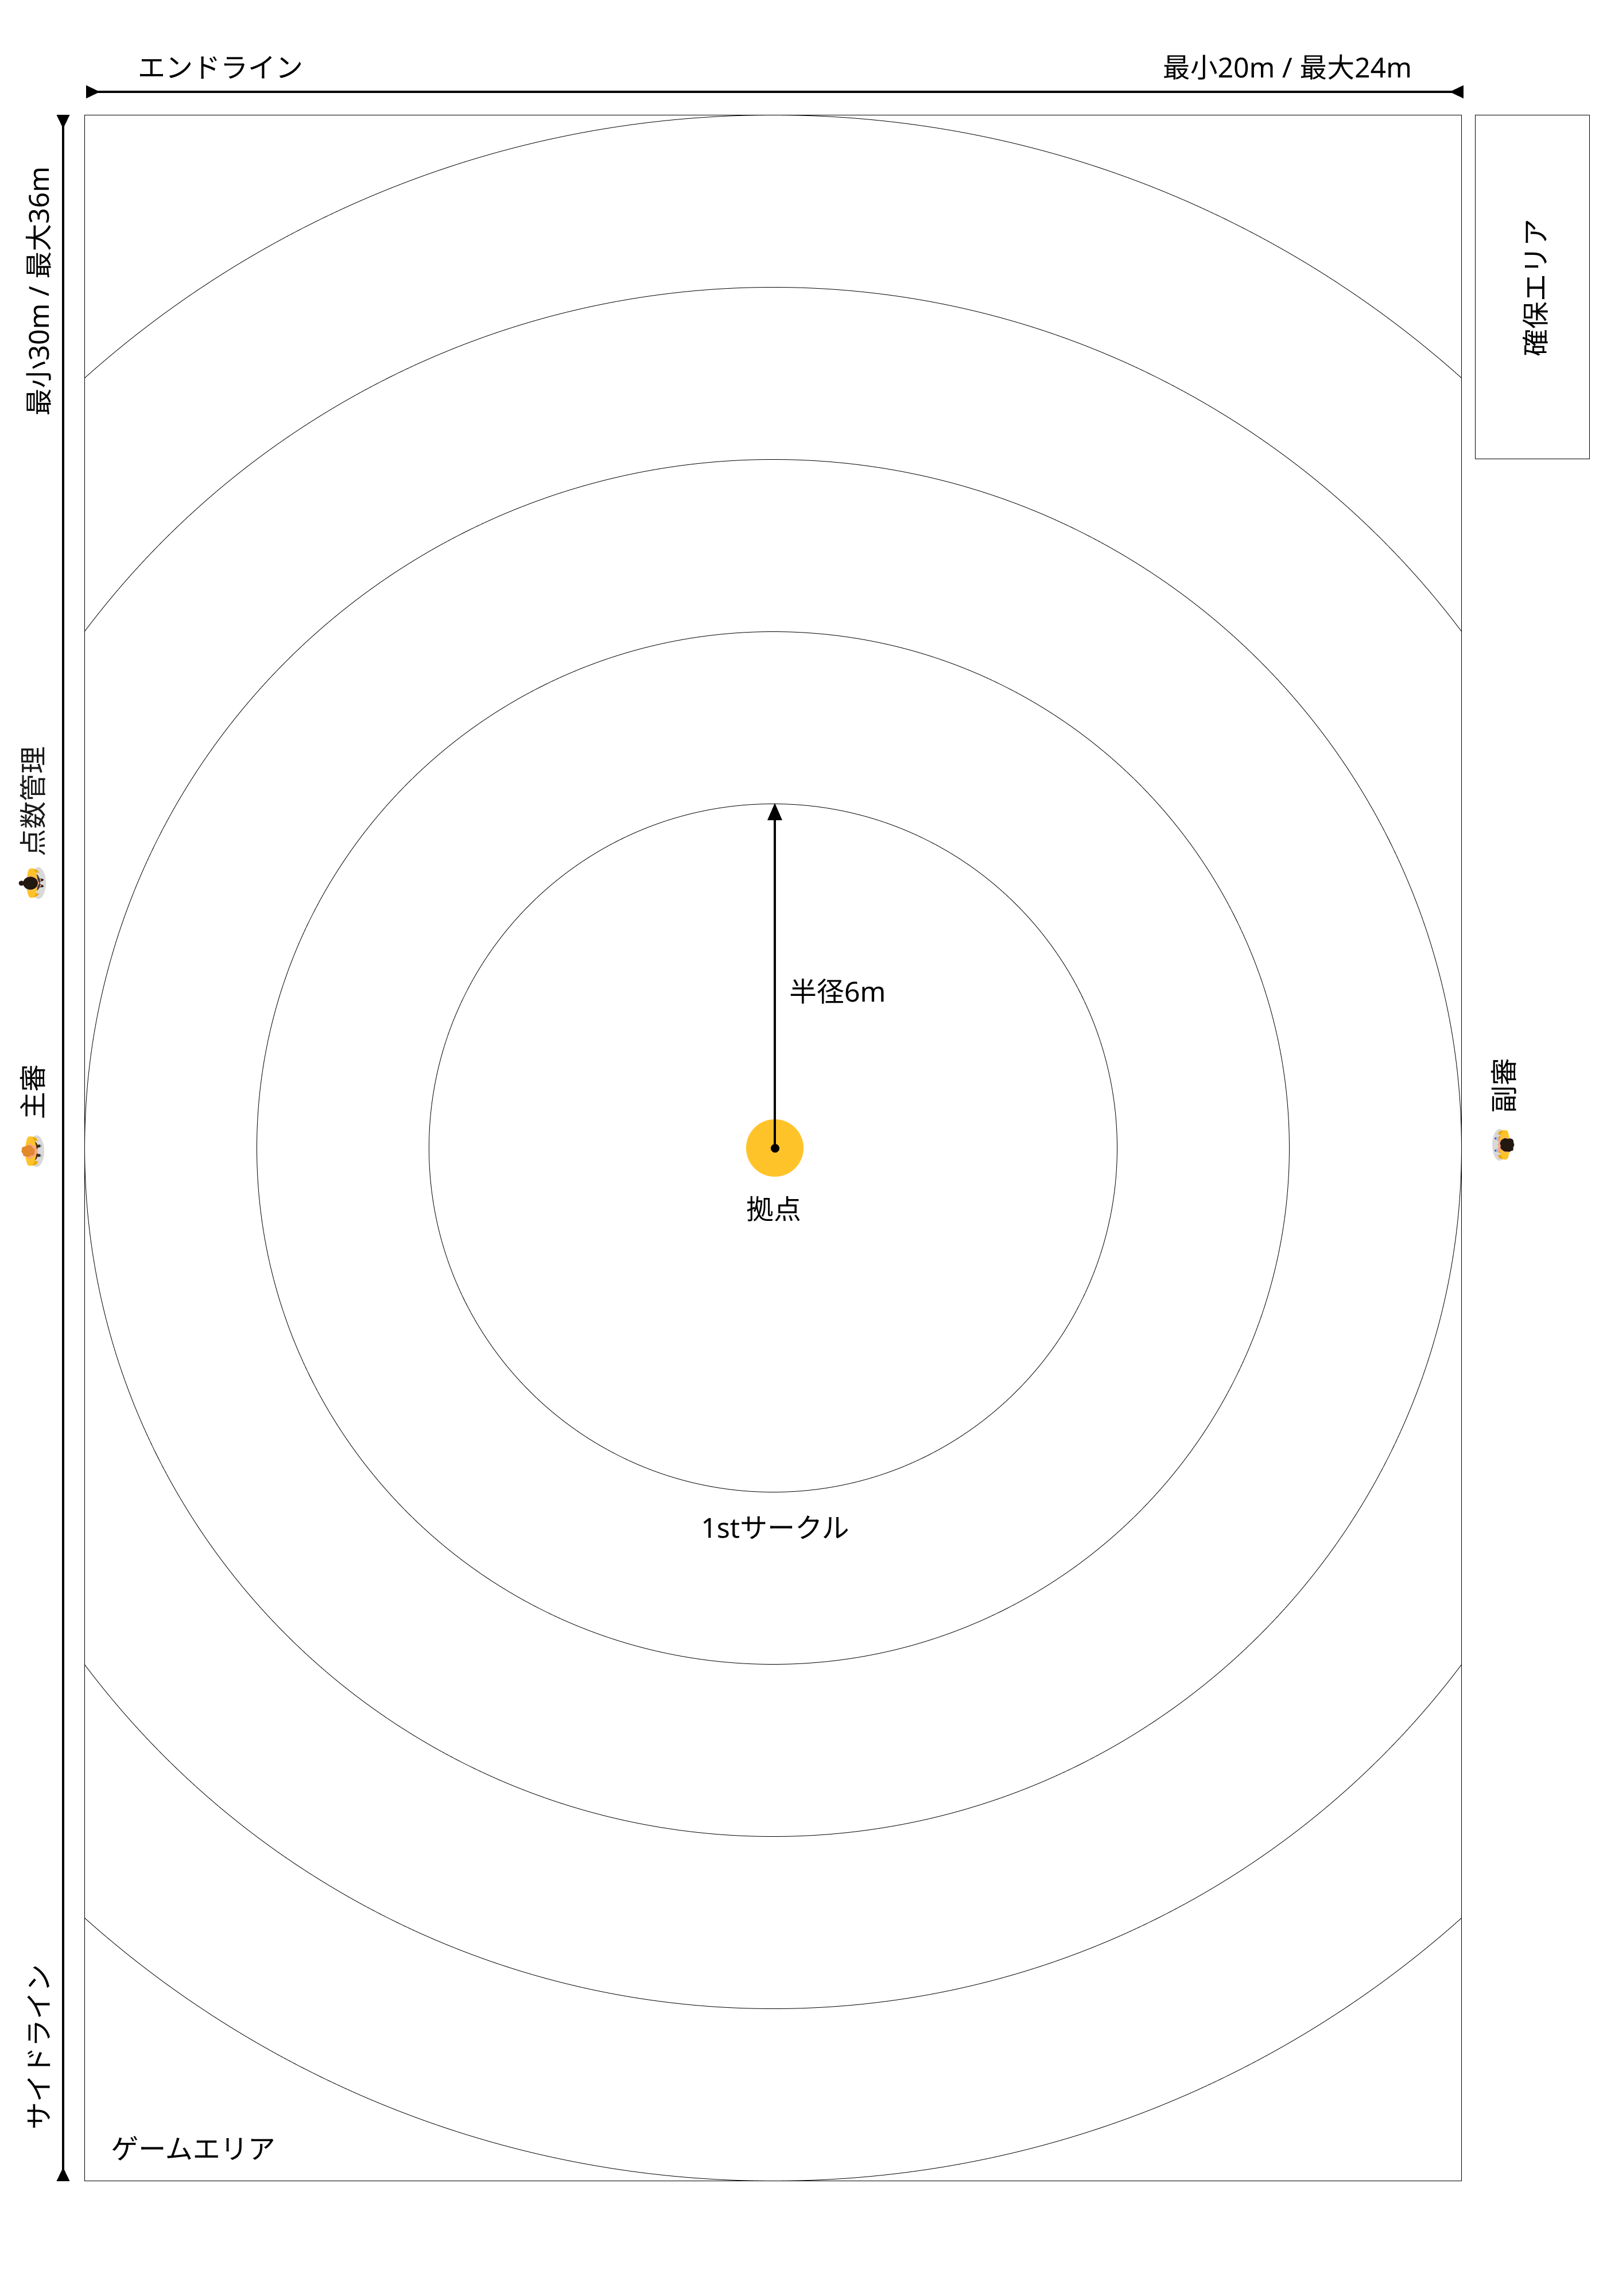 エンドライン
最小20m / 最大24m
最小30m / 最大36m
確保エリア
点数管理
半径6m
主審
副審
拠点
1stサークル
サイドライン
ゲームエリア